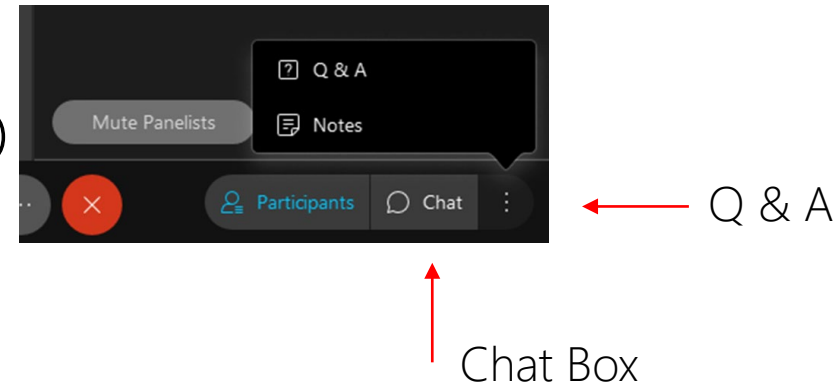 Q & A
Mute Panelists
Notes
)
Participants
Chat
Q & A
Chat Box